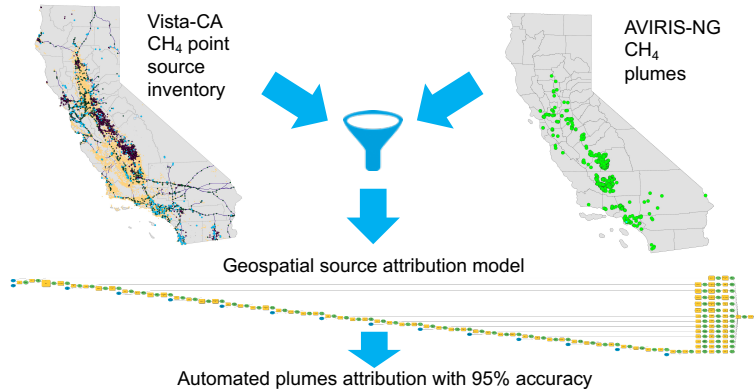 Vista-CA
CH₄ point
source
inventory
AVIRIS-NG
CH₄
plumes
Geospatial source attribution model
Automated plumes attribution with 95% accuracy